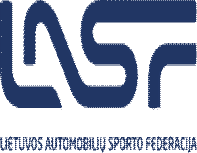 LASF
LIETUVOS AUTOMOBILIŲ SPORTO FEDERACIJA